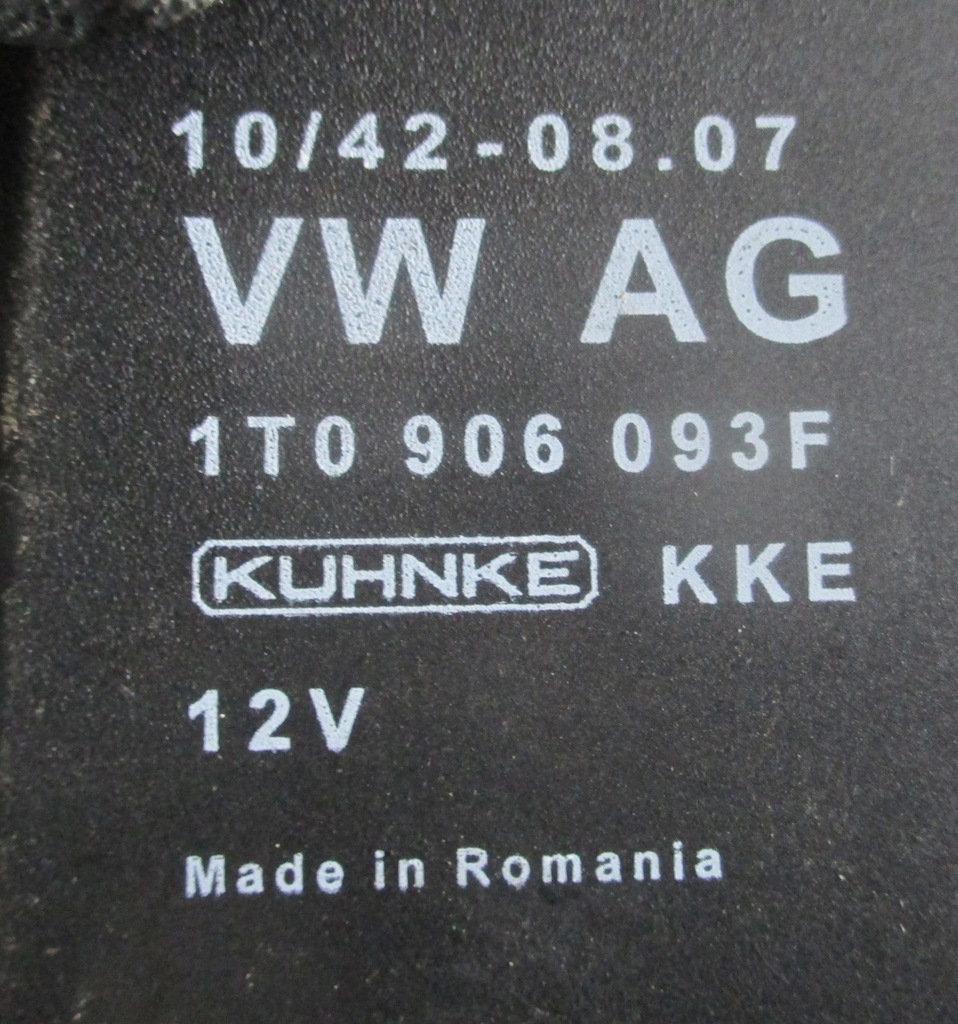 10/42-08.07
VW AG
1T0 906 093F
KUHNKE KKE
12V
Made in Romania